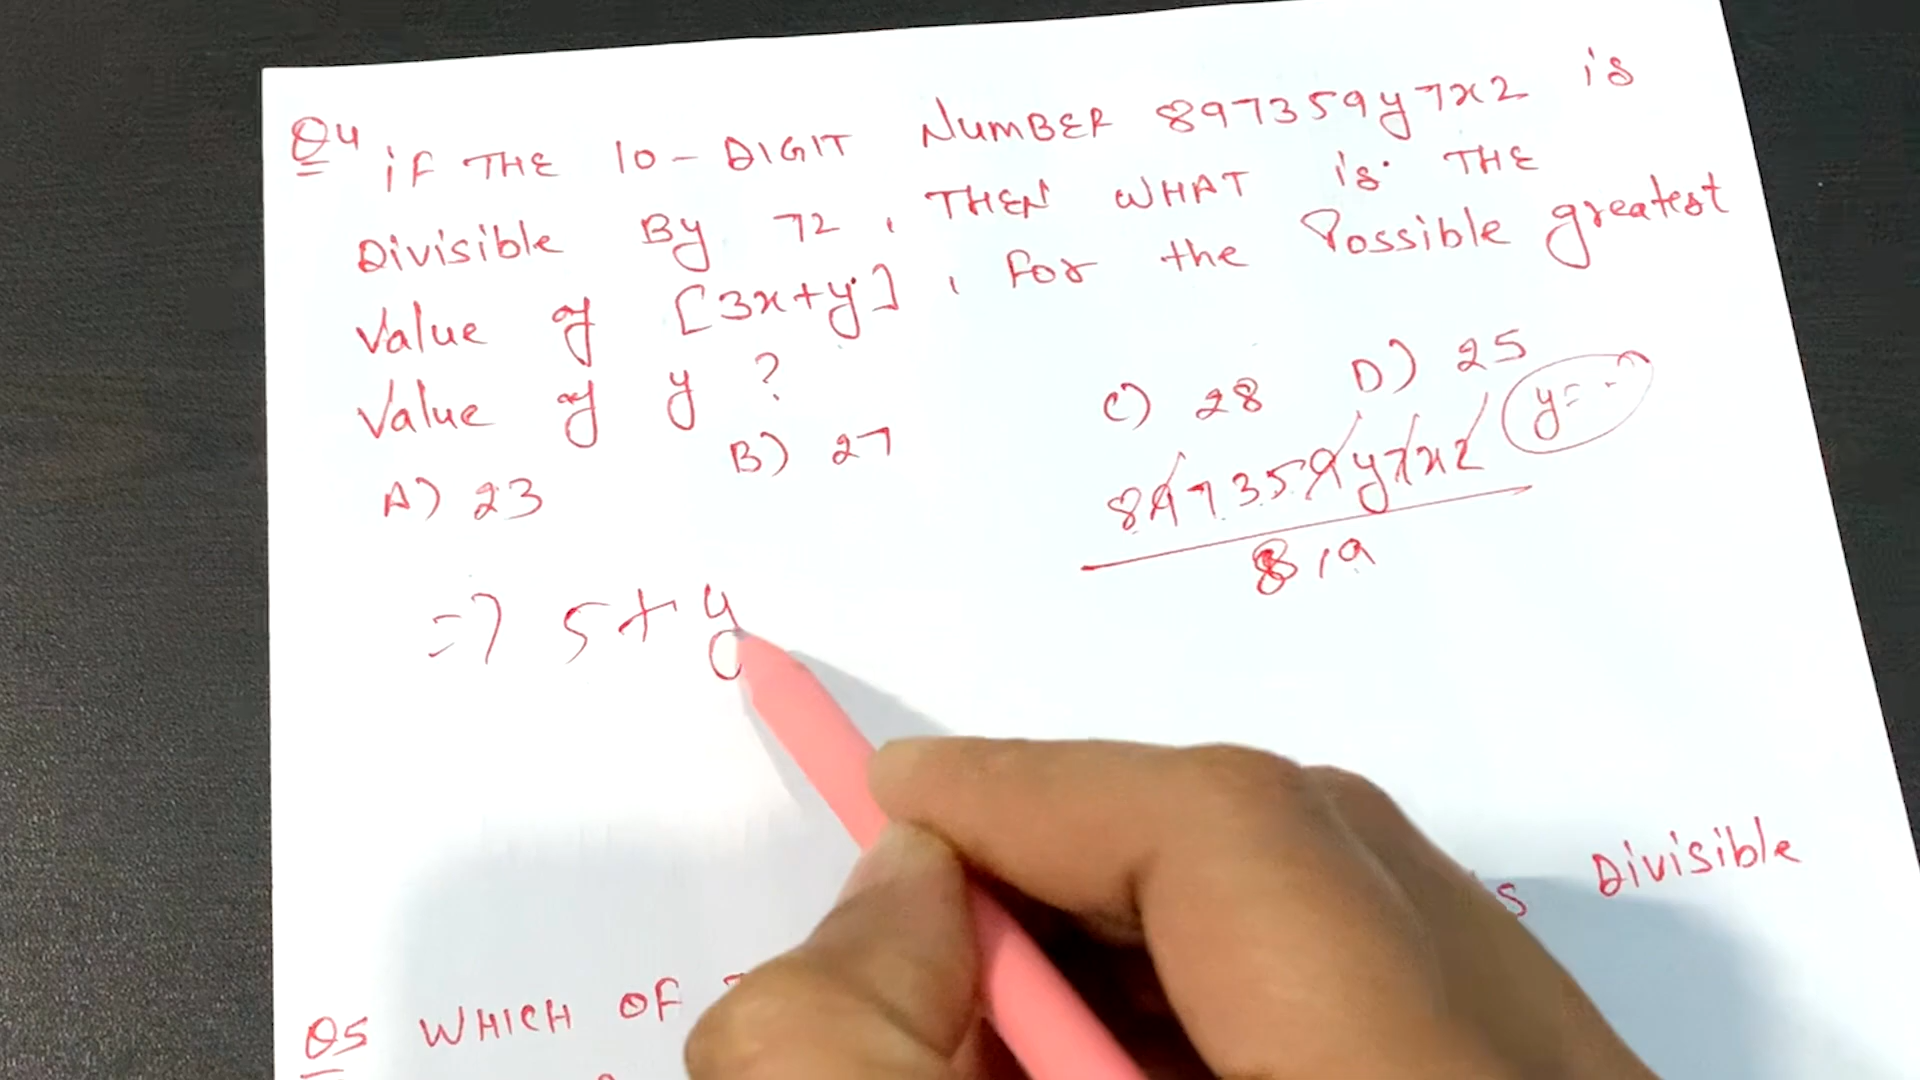 Q4 iF THE 10-DIGIT NUMBER 897359y7x2 is
Divisible By 72, THEN WHAT is THE
Value of [3x+y], For the Possible greatest
Value of y ?
A) 23 B) 27 C) 28 D) 25
897359y7x2 y=
8,9
=> 5+y
s Divisible
Q5 WHICH OF